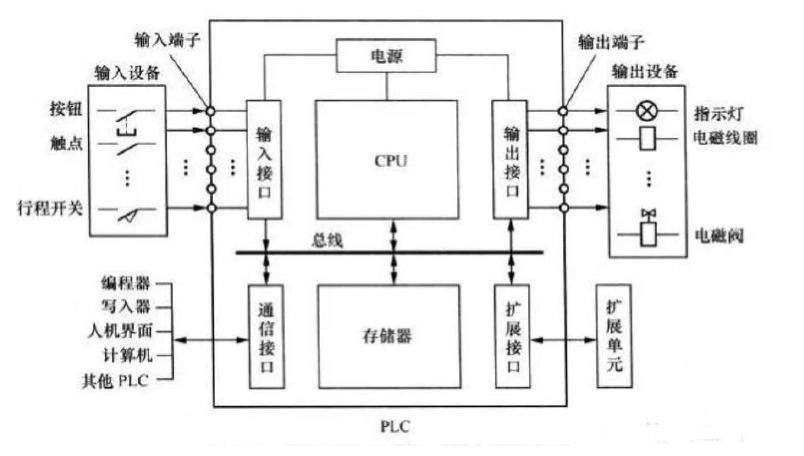 输入端子
输出端子
输入设备
电源
输出设备
按钮
触点
行程开关
输入接口
CPU
输出接口
指示灯
电磁线圈
电磁阀
总线
编程器
写入器
人机界面
计算机
其他 PLC
通信接口
存储器
扩展接口
扩展单元
PLC